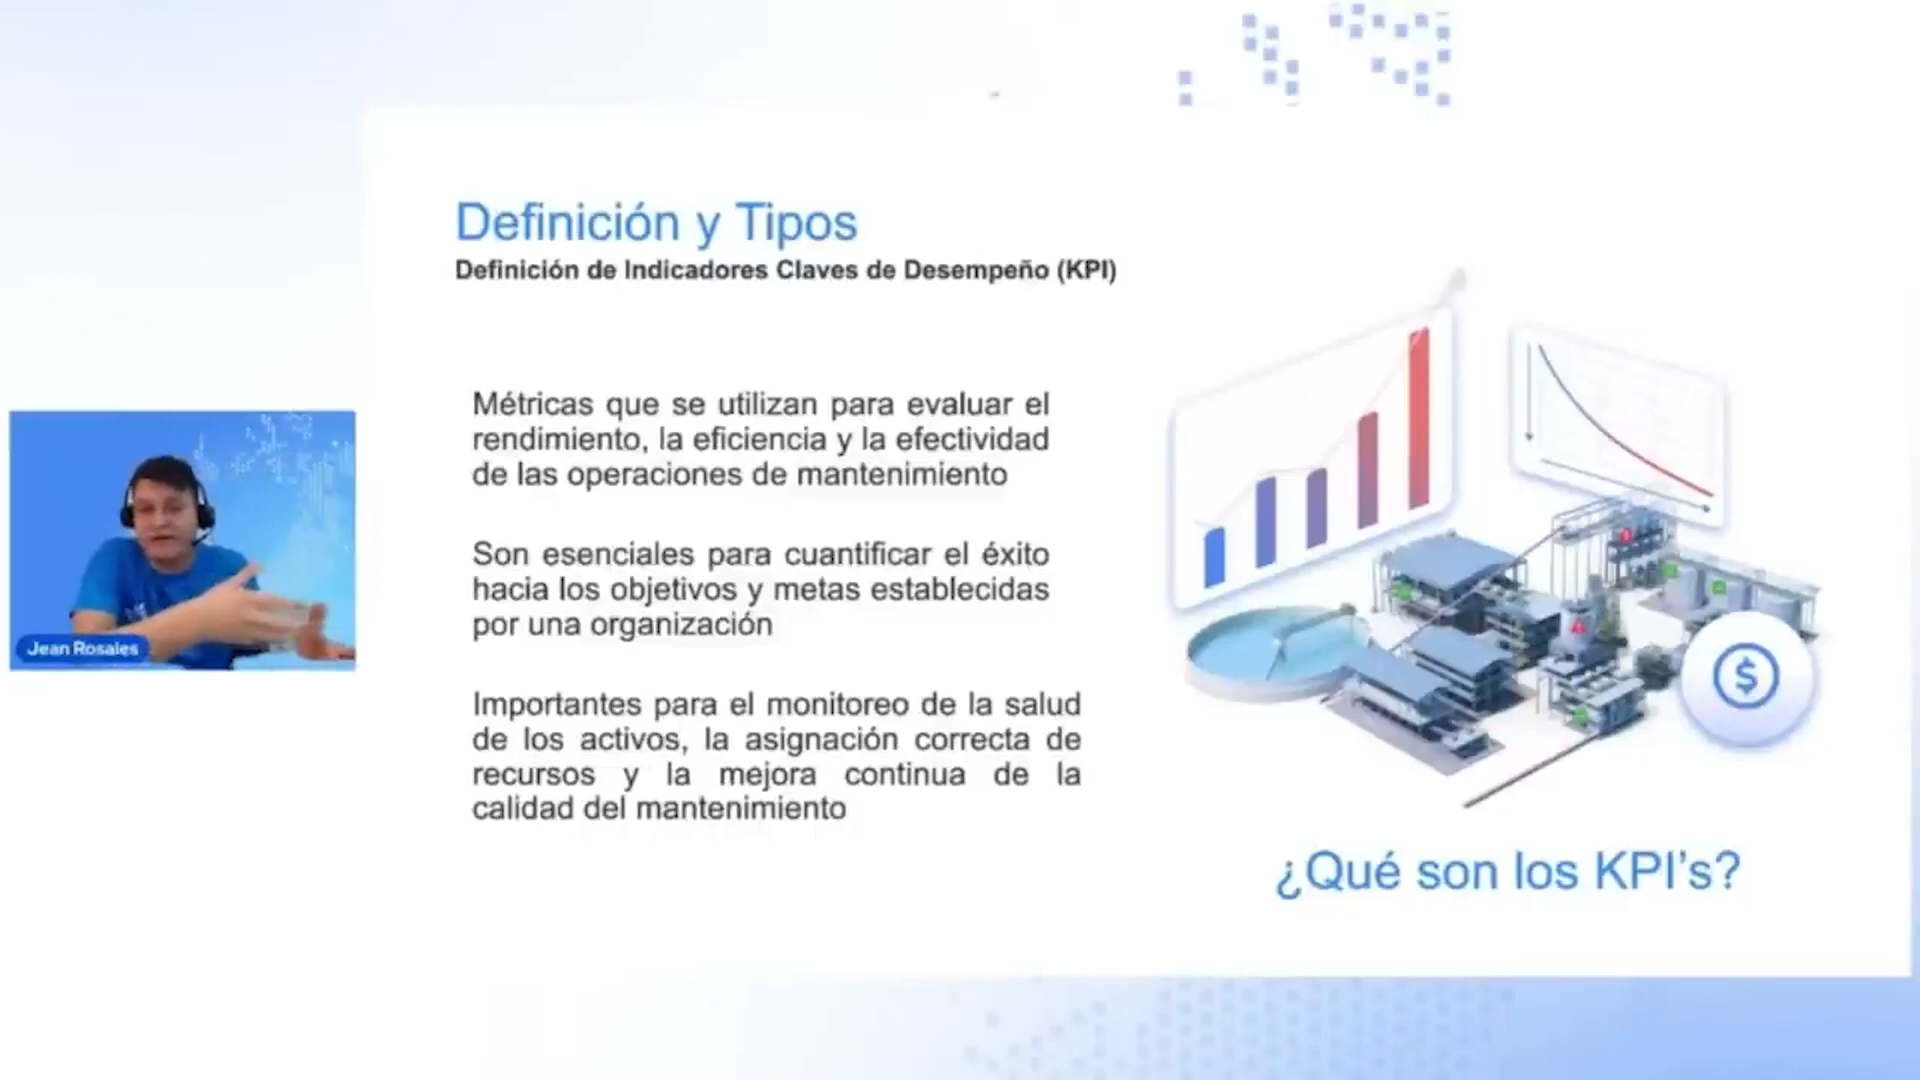 Definición y Tipos
Definición de Indicadores Claves de Desempeño (KPI)
Métricas que se utilizan para evaluar el
rendimiento, la eficiencia y la efectividad
de las operaciones de mantenimiento
Son esenciales para cuantificar el éxito
hacia los objetivos y metas establecidas
por una organización
Importantes para el monitoreo de la salud
de los activos, la asignación correcta de
recursos y la mejora continua de la
calidad del mantenimiento
Jean Rosales
$
¿Qué son los KPI's?